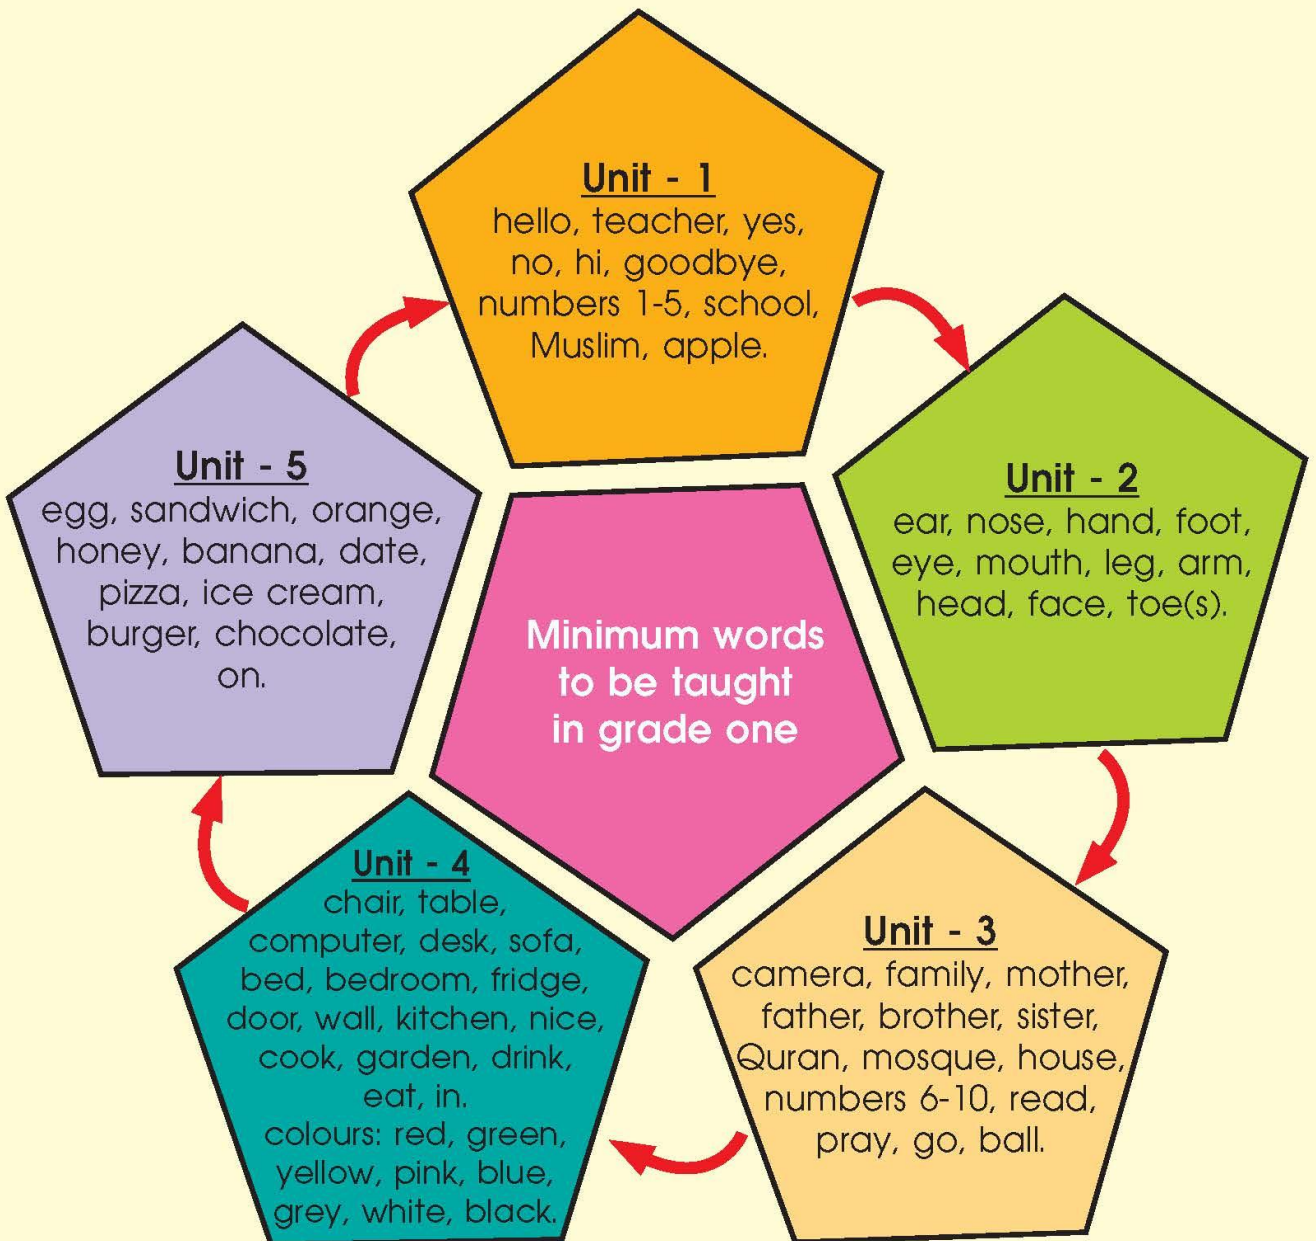 Unit - 1
hello, teacher, yes,
no, hi, goodbye,
numbers 1-5, school,
Muslim, apple.
Unit - 2
ear, nose, hand, foot,
eye, mouth, leg, arm,
head, face, toe(s).
Unit - 3
camera, family, mother,
father, brother, sister,
Quran, mosque, house,
numbers 6-10, read,
pray, go, ball.
Unit - 4
chair, table,
computer, desk, sofa,
bed, bedroom, fridge,
door, wall, kitchen, nice,
cook, garden, drink,
eat, in.
colours: red, green,
yellow, pink, blue,
grey, white, black.
Unit - 5
egg, sandwich, orange,
honey, banana, date,
pizza, ice cream,
burger, chocolate,
on.
Minimum words
to be taught
in grade one